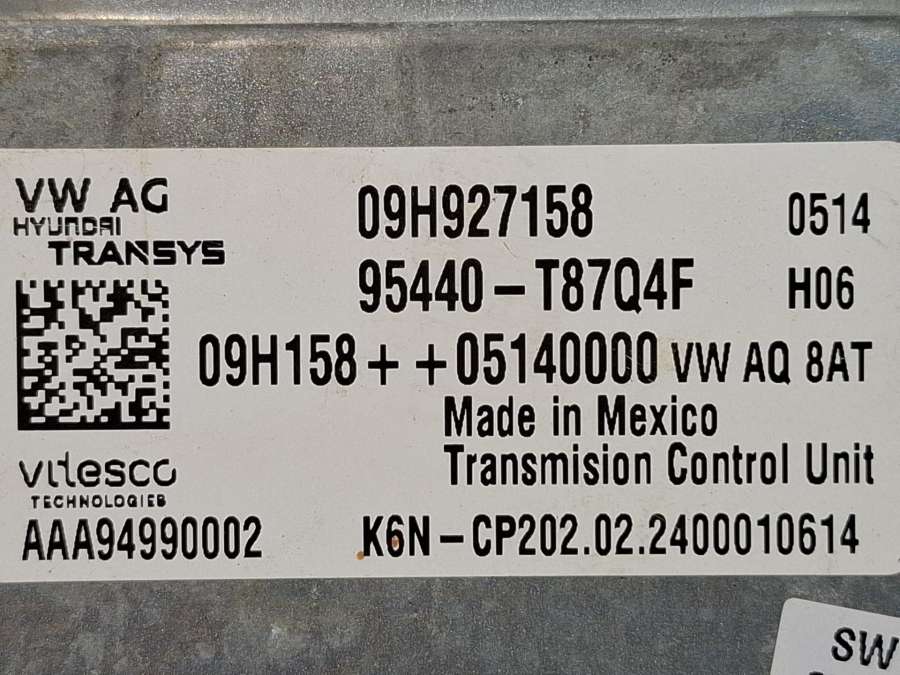 VW AG
HYUNDAI
TRANSYS
09H927158 0514
95440-T87Q4F H06
09H158++05140000 VW AQ 8AT
Made in Mexico
Transmision Control Unit
vitesco
TECHNOLOGIES
AAA94990002 K6N-CP202.02.2400010614
SW